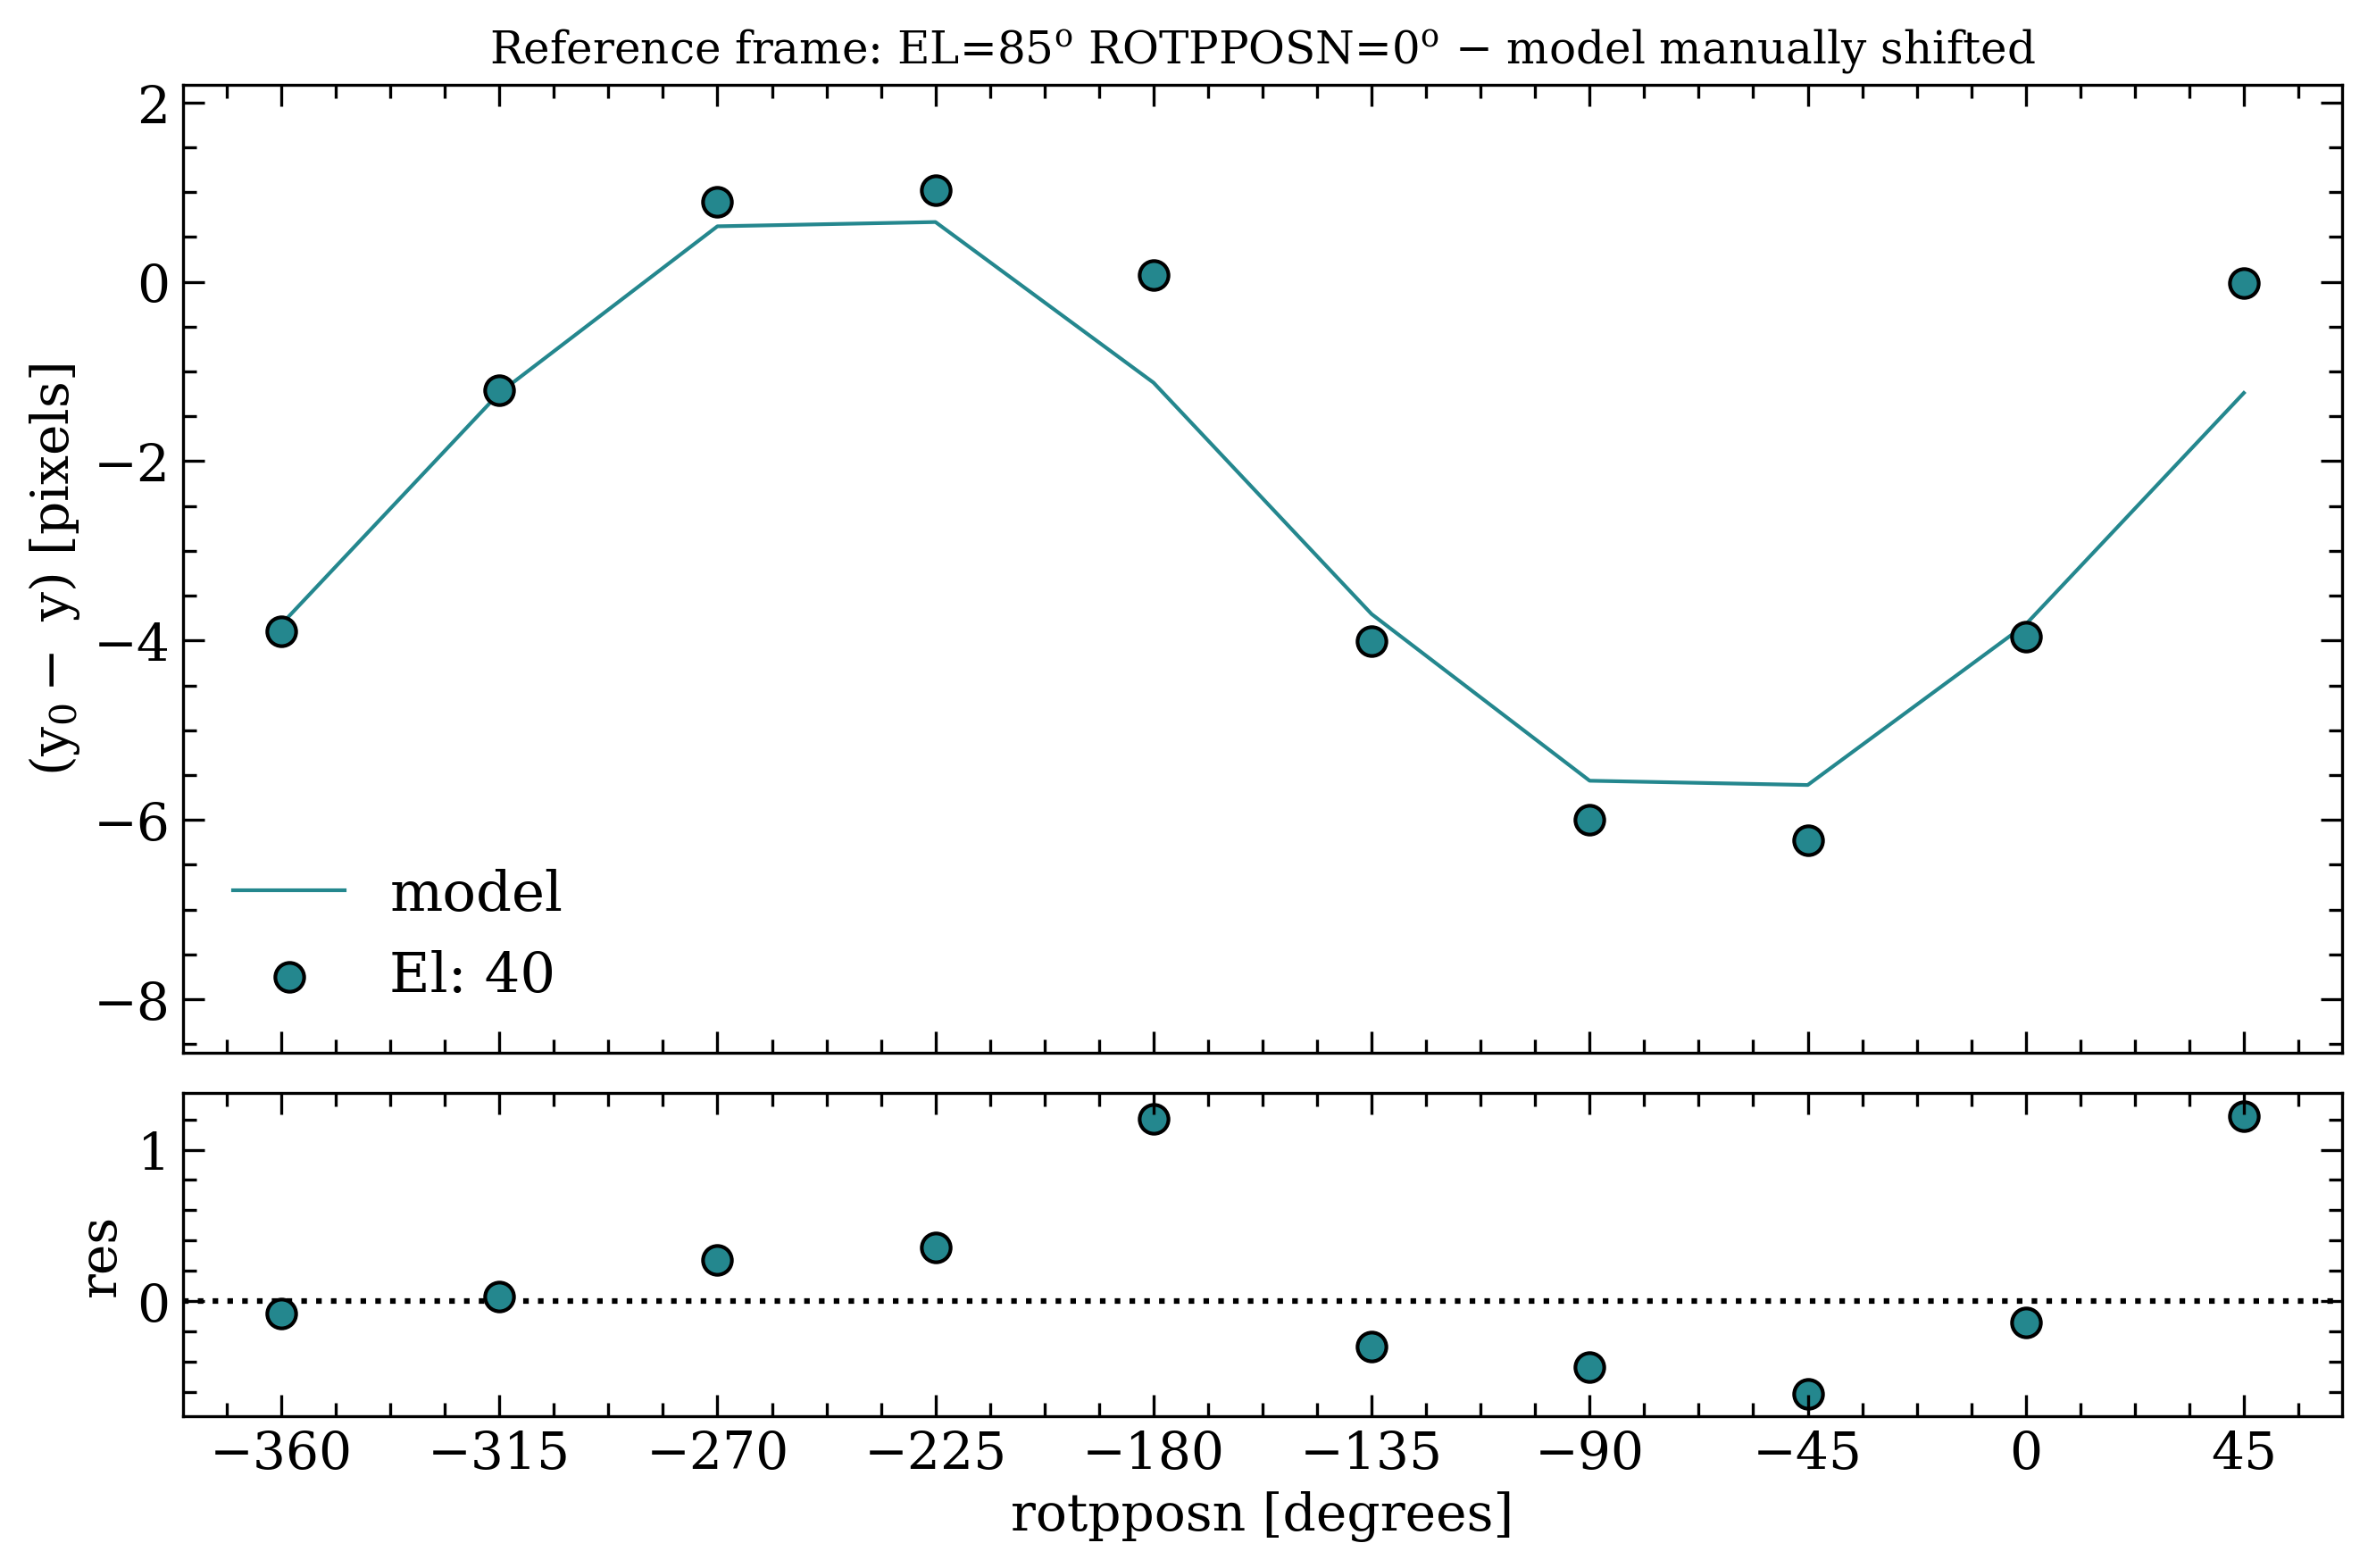 Reference frame: EL=85° ROTPPOSN=0° − model manually shifted
2
0
−2
−4
−6
−8
(y₀ − y) [pixels]
model
El: 40
1
0
res
−360 −315 −270 −225 −180 −135 −90 −45 0 45
rotpposn [degrees]